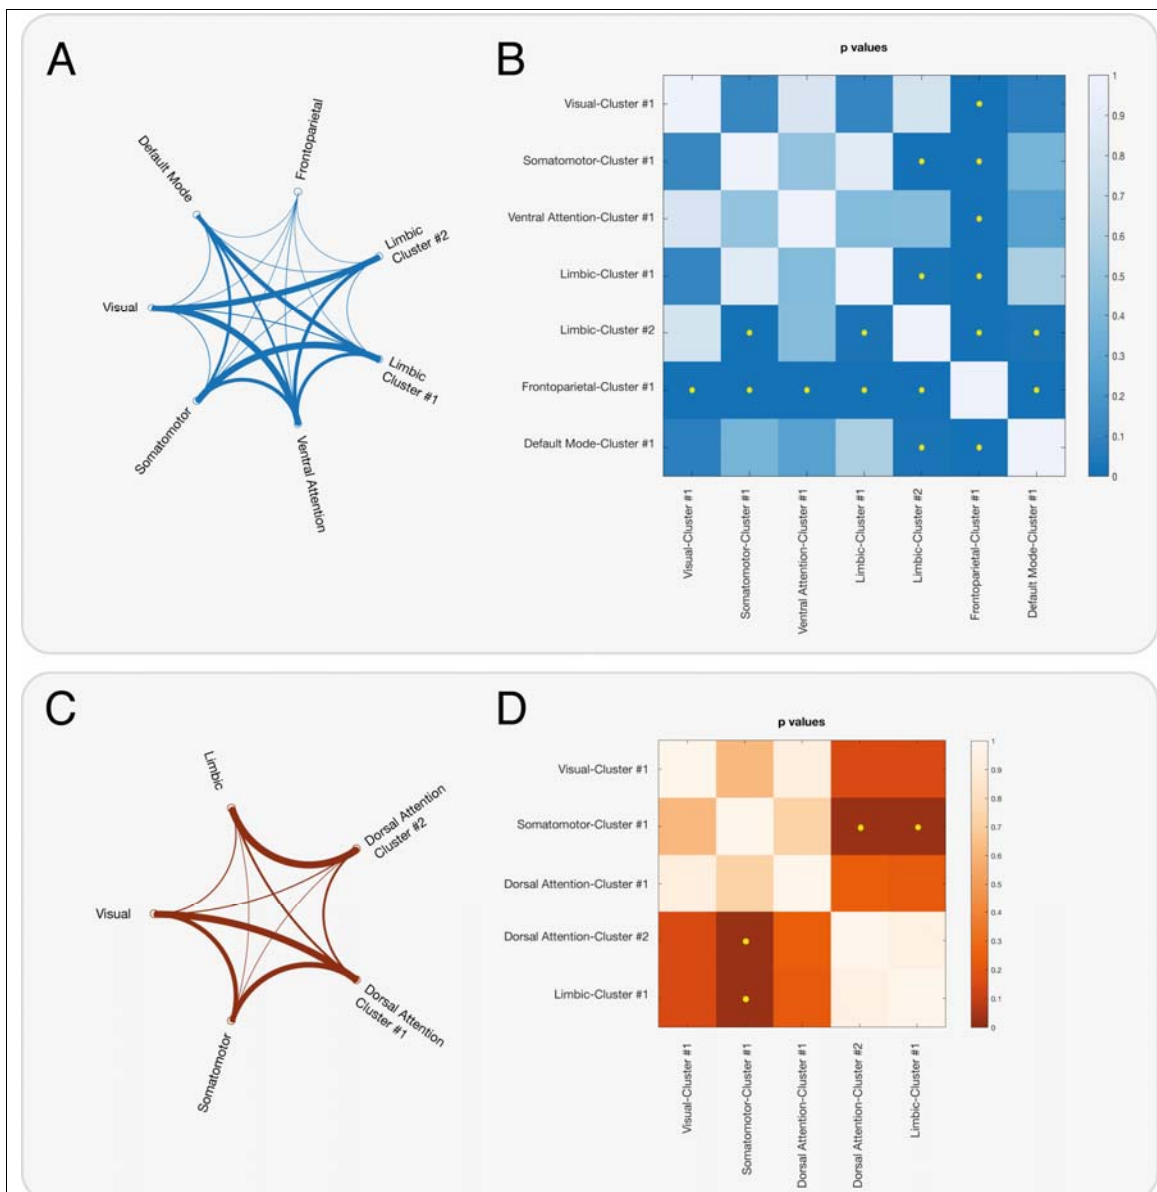 A
Default Mode
Frontoparietal
Limbic
Cluster #2
Visual
Limbic
Cluster #1
Somatomotor
Ventral Attention
B
p values
Visual-Cluster #1
Somatomotor-Cluster #1
Ventral Attention-Cluster #1
Limbic-Cluster #1
Limbic-Cluster #2
Frontoparietal-Cluster #1
Default Mode-Cluster #1
1
0.9
0.8
0.7
0.6
0.5
0.4
0.3
0.2
0.1
0
Visual-Cluster #1
Somatomotor-Cluster #1
Ventral Attention-Cluster #1
Limbic-Cluster #1
Limbic-Cluster #2
Frontoparietal-Cluster #1
Default Mode-Cluster #1
C
Limbic
Dorsal Attention
Cluster #2
Visual
Dorsal Attention
Cluster #1
Somatomotor
D
p values
Visual-Cluster #1
Somatomotor-Cluster #1
Dorsal Attention-Cluster #1
Dorsal Attention-Cluster #2
Limbic-Cluster #1
1
0.9
0.8
0.7
0.6
0.5
0.4
0.3
0.2
0.1
0
Visual-Cluster #1
Somatomotor-Cluster #1
Dorsal Attention-Cluster #1
Dorsal Attention-Cluster #2
Limbic-Cluster #1